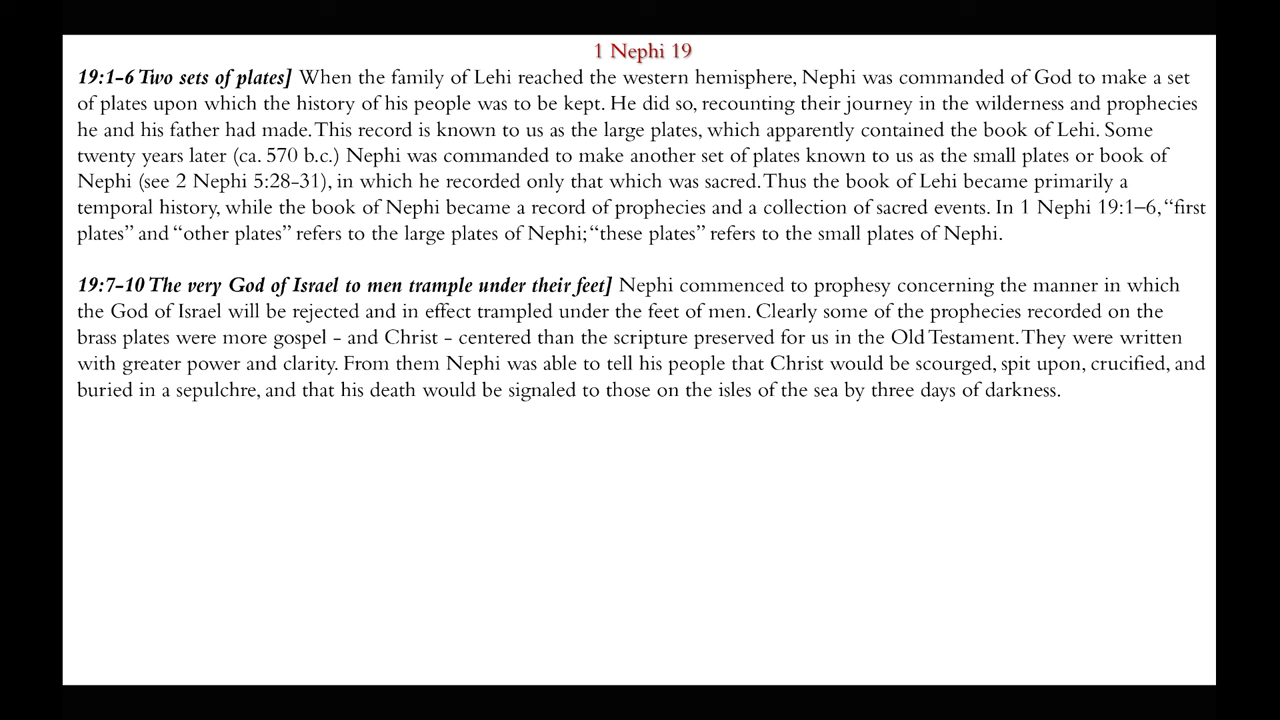 1 Nephi 19
19:1-6 Two sets of plates] When the family of Lehi reached the western hemisphere, Nephi was commanded of God to make a set
of plates upon which the history of his people was to be kept. He did so, recounting their journey in the wilderness and prophecies
he and his father had made. This record is known to us as the large plates, which apparently contained the book of Lehi. Some
twenty years later (ca. 570 b.c.) Nephi was commanded to make another set of plates known to us as the small plates or book of
Nephi (see 2 Nephi 5:28-31), in which he recorded only that which was sacred. Thus the book of Lehi became primarily a
temporal history, while the book of Nephi became a record of prophecies and a collection of sacred events. In 1 Nephi 19:1–6, “first
plates” and “other plates” refers to the large plates of Nephi; “these plates” refers to the small plates of Nephi.
19:7-10 The very God of Israel to men trample under their feet] Nephi commenced to prophesy concerning the manner in which
the God of Israel will be rejected and in effect trampled under the feet of men. Clearly some of the prophecies recorded on the
brass plates were more gospel - and Christ - centered than the scripture preserved for us in the Old Testament. They were written
with greater power and clarity. From them Nephi was able to tell his people that Christ would be scourged, spit upon, crucified, and
buried in a sepulchre, and that his death would be signaled to those on the isles of the sea by three days of darkness.